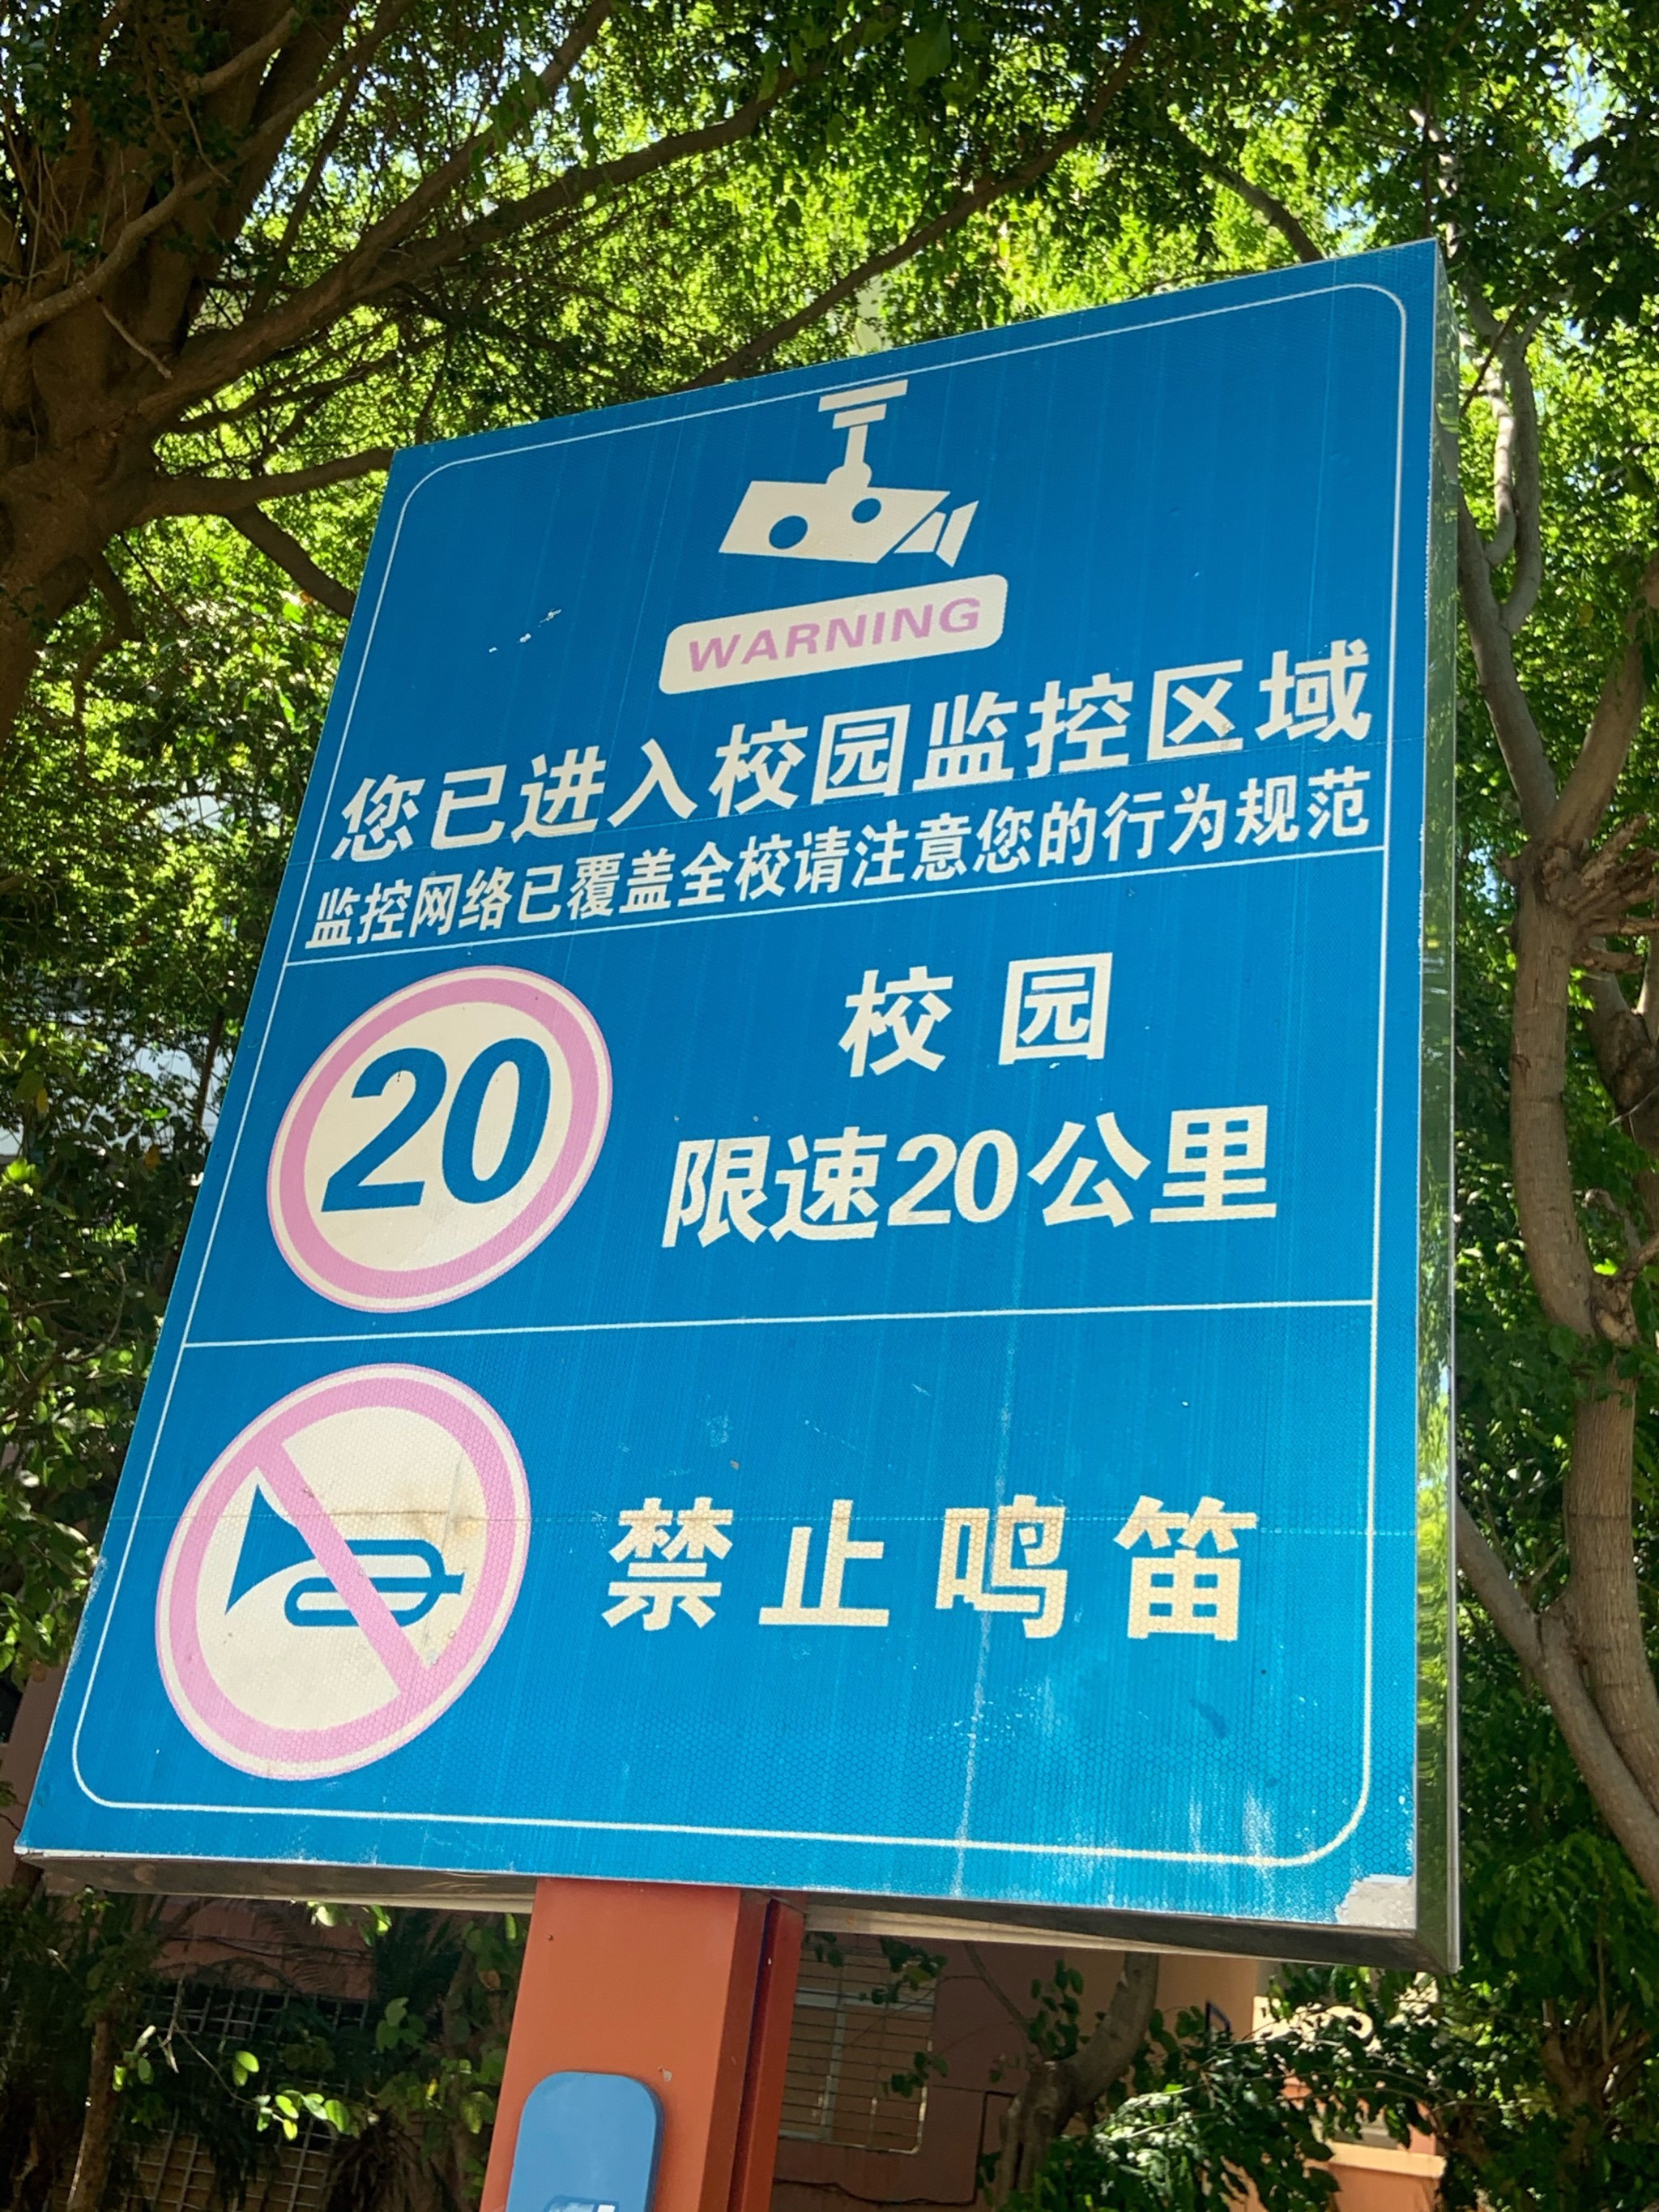 WARNING
您已进入校园监控区域
监控网络已覆盖全校请注意您的行为规范
20
校园
限速20公里
禁止鸣笛